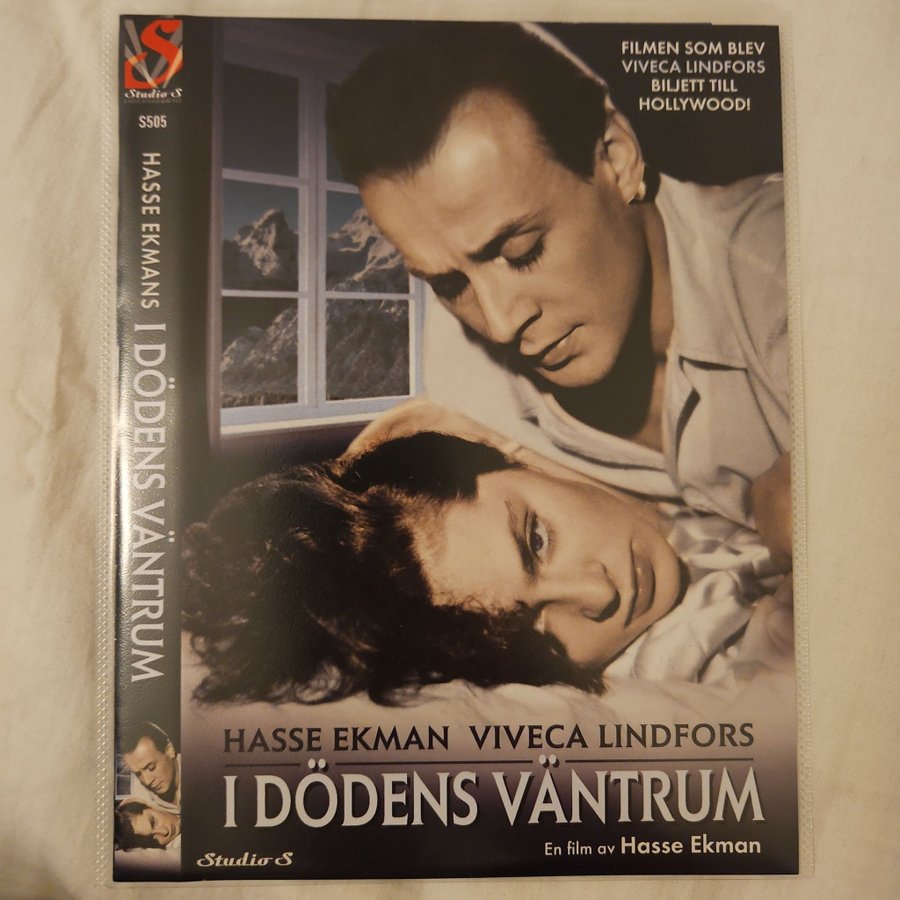 S
Studio S
S505
HASSE EKMANS I DÖDENS VÄNTRUM
FILMEN SOM BLEV
VIVECA LINDFORS
BILJETT TILL
HOLLYWOOD!
HASSE EKMAN VIVECA LINDFORS
I DÖDENS VÄNTRUM
En film av Hasse Ekman
Studio S